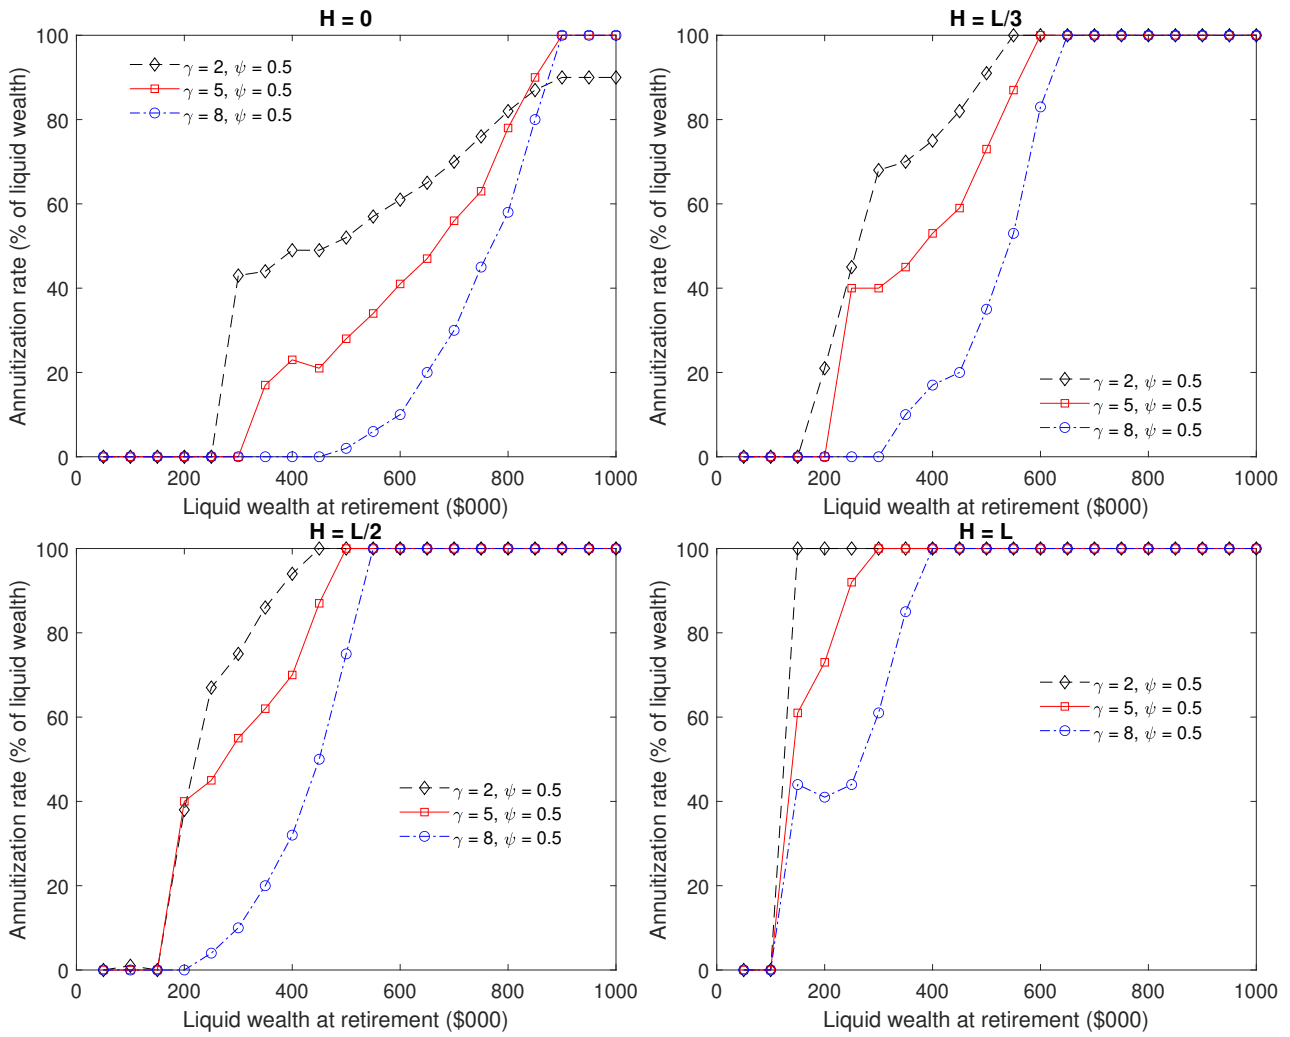 H = 0
Annuitization rate (% of liquid wealth)
100
80
60
40
20
0
γ = 2, ψ = 0.5
γ = 5, ψ = 0.5
γ = 8, ψ = 0.5
0 200 400 600 800 1000
Liquid wealth at retirement ($000)
H = L/3
Annuitization rate (% of liquid wealth)
100
80
60
40
20
0
γ = 2, ψ = 0.5
γ = 5, ψ = 0.5
γ = 8, ψ = 0.5
0 200 400 600 800 1000
Liquid wealth at retirement ($000)
H = L/2
Annuitization rate (% of liquid wealth)
100
80
60
40
20
0
γ = 2, ψ = 0.5
γ = 5, ψ = 0.5
γ = 8, ψ = 0.5
0 200 400 600 800 1000
Liquid wealth at retirement ($000)
H = L
Annuitization rate (% of liquid wealth)
100
80
60
40
20
0
γ = 2, ψ = 0.5
γ = 5, ψ = 0.5
γ = 8, ψ = 0.5
0 200 400 600 800 1000
Liquid wealth at retirement ($000)